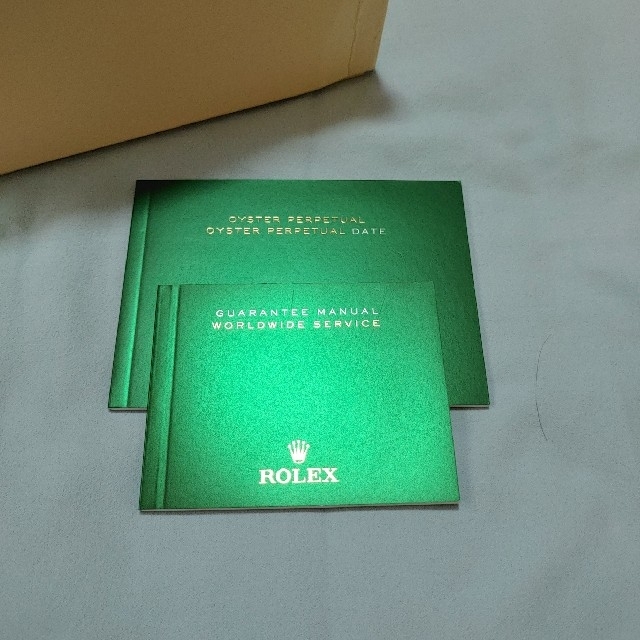 OYSTER PERPETUAL
OYSTER PERPETUAL DATE
GUARANTEE MANUAL
WORLDWIDE SERVICE
ROLEX